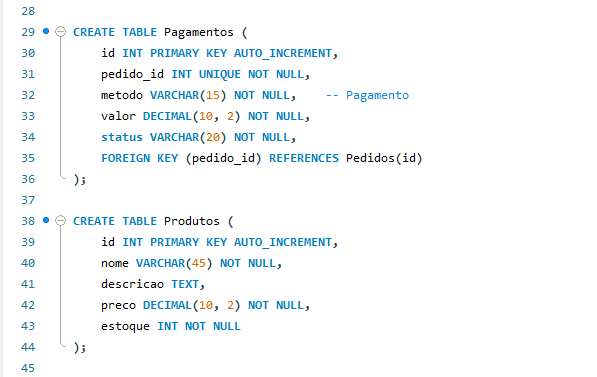 28
29 CREATE TABLE Pagamentos (
30 id INT PRIMARY KEY AUTO_INCREMENT,
31 pedido_id INT UNIQUE NOT NULL,
32 metodo VARCHAR(15) NOT NULL, -- Pagamento
33 valor DECIMAL(10, 2) NOT NULL,
34 status VARCHAR(20) NOT NULL,
35 FOREIGN KEY (pedido_id) REFERENCES Pedidos(id)
36 );
37
38 CREATE TABLE Produtos (
39 id INT PRIMARY KEY AUTO_INCREMENT,
40 nome VARCHAR(45) NOT NULL,
41 descricao TEXT,
42 preco DECIMAL(10, 2) NOT NULL,
43 estoque INT NOT NULL
44 );
45